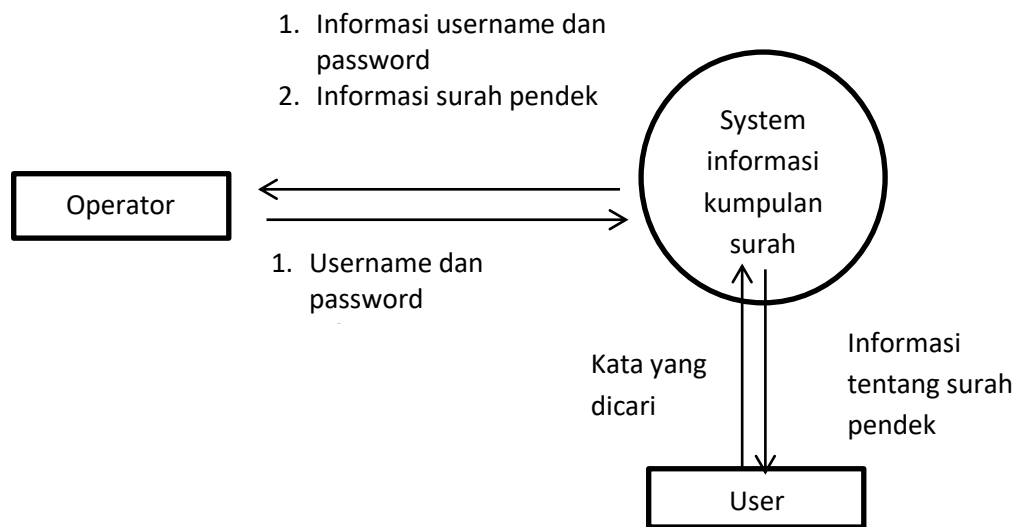 1. Informasi username dan
password
2. Informasi surah pendek
System
informasi
kumpulan
surah
Operator
1. Username dan
password
Kata yang
dicari
Informasi
tentang surah
pendek
User